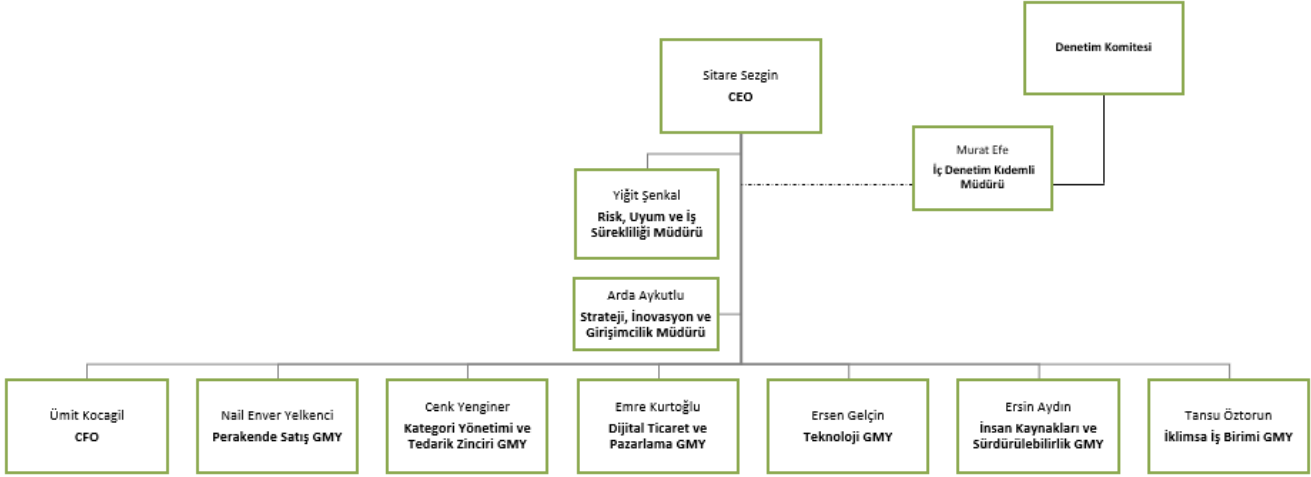 Sitare Sezgin
CEO
Denetim Komitesi
Murat Efe
İç Denetim Kıdemli
Müdürü
Yiğit Şenkal
Risk, Uyum ve İş
Sürekliliği Müdürü
Arda Aykutlu
Strateji, İnovasyon ve
Girişimcilik Müdürü
Ümit Kocagil
CFO
Nail Enver Yelkenci
Perakende Satış GMY
Cenk Yenginer
Kategori Yönetimi ve
Tedarik Zinciri GMY
Emre Kurtoğlu
Dijital Ticaret ve
Pazarlama GMY
Ersen Gelçin
Teknoloji GMY
Ersin Aydın
İnsan Kaynakları ve
Sürdürülebilirlik GMY
Tansu Öztorun
İklimsa İş Birimi GMY